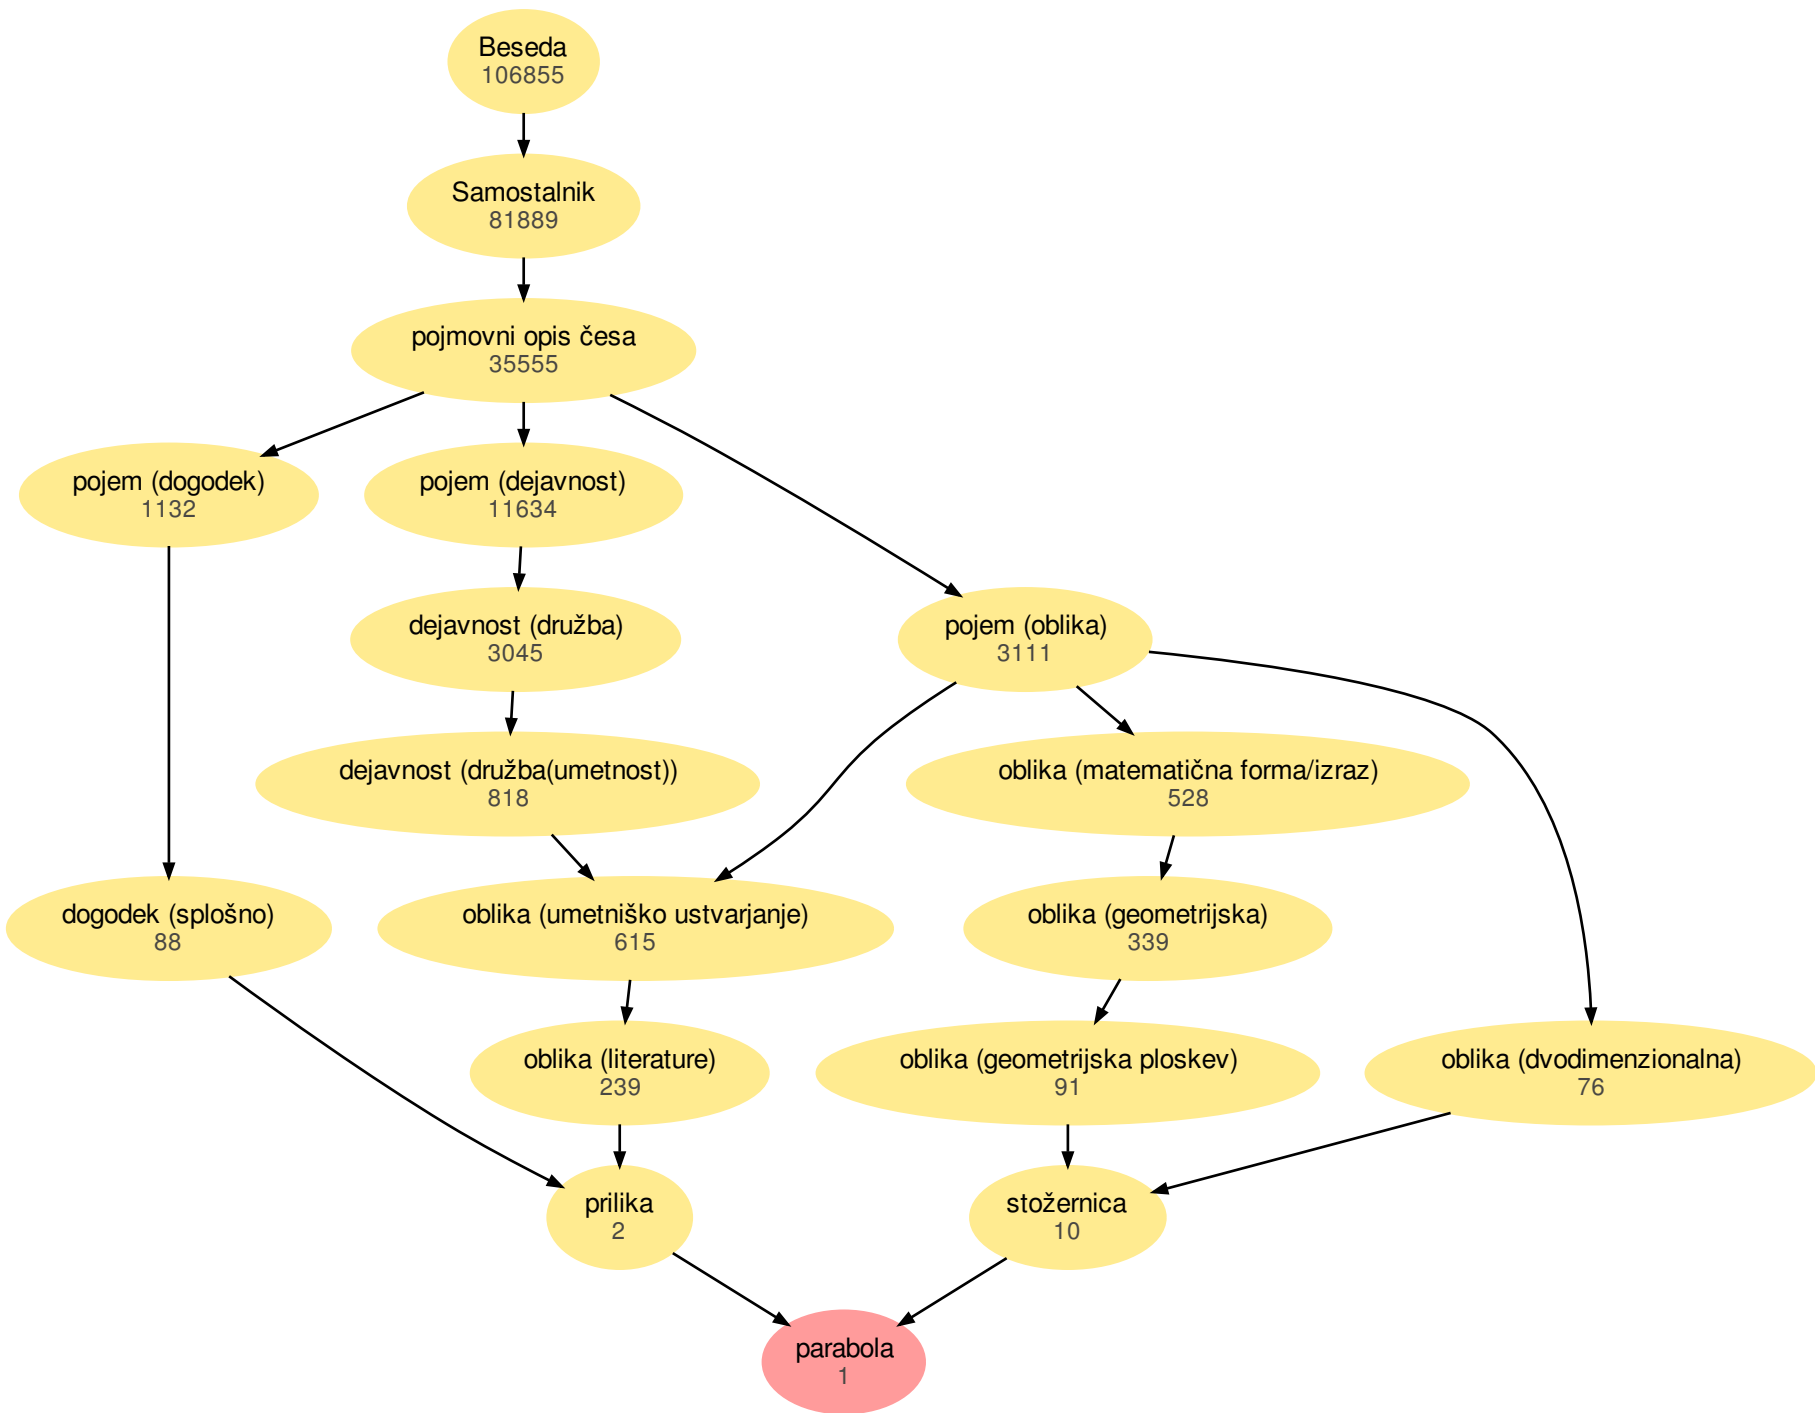 Beseda
106855
Samostalnik
81889
pojmovni opis česa
35555
pojem (dogodek)
1132
pojem (dejavnost)
11634
dejavnost (družba)
3045
pojem (oblika)
3111
dejavnost (družba(umetnost))
818
oblika (matematična forma/izraz)
528
dogodek (splošno)
88
oblika (umetniško ustvarjanje)
615
oblika (geometrijska)
339
oblika (literature)
239
oblika (geometrijska ploskev)
91
oblika (dvodimenzionalna)
76
prilika
2
stožernica
10
parabola
1